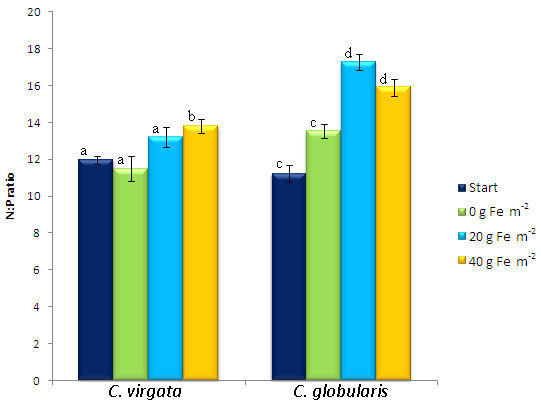 20
18
16
14
12
10
8
6
4
2
0
N:P ratio
a
a
a
b
c
c
d
d
C. virgata
C. globularis
Start
0 g Fe m-2
20 g Fe m-2
40 g Fe m-2